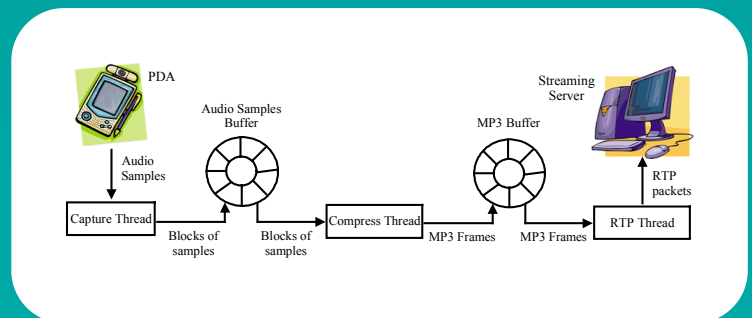 PDA
Audio
Samples
Capture Thread
Blocks of
samples
Audio Samples
Buffer
Blocks of
samples
Compress Thread
MP3 Frames
MP3 Buffer
MP3 Frames
RTP Thread
RTP
packets
Streaming
Server